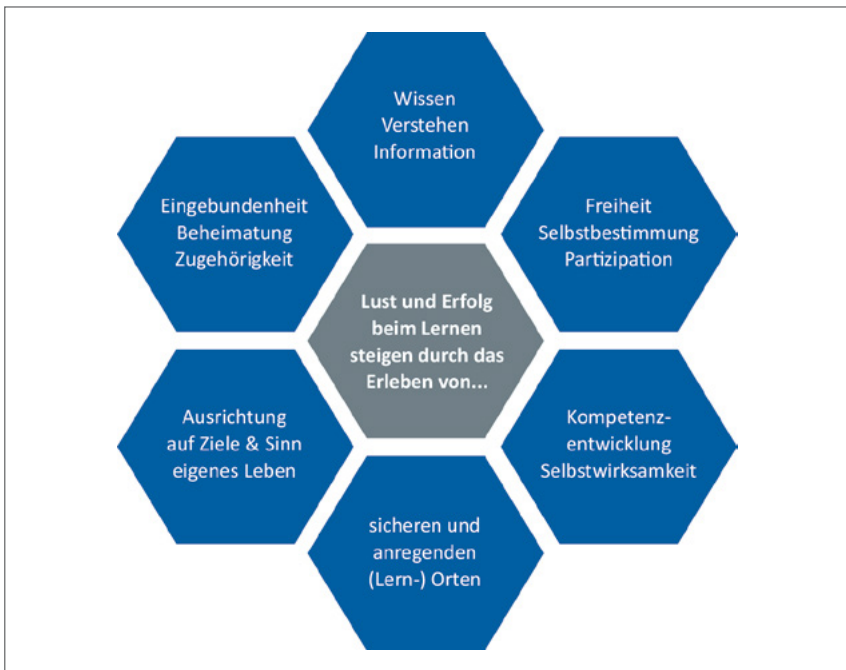 Wissen
Verstehen
Information
Eingebundenheit
Beheimatung
Zugehörigkeit
Freiheit
Selbstbestimmung
Partizipation
Lust und Erfolg
beim Lernen
steigen durch das
Erleben von...
Ausrichtung
auf Ziele & Sinn
eigenes Leben
Kompetenz-
entwicklung
Selbstwirksamkeit
sicheren und
anregenden
(Lern-) Orten